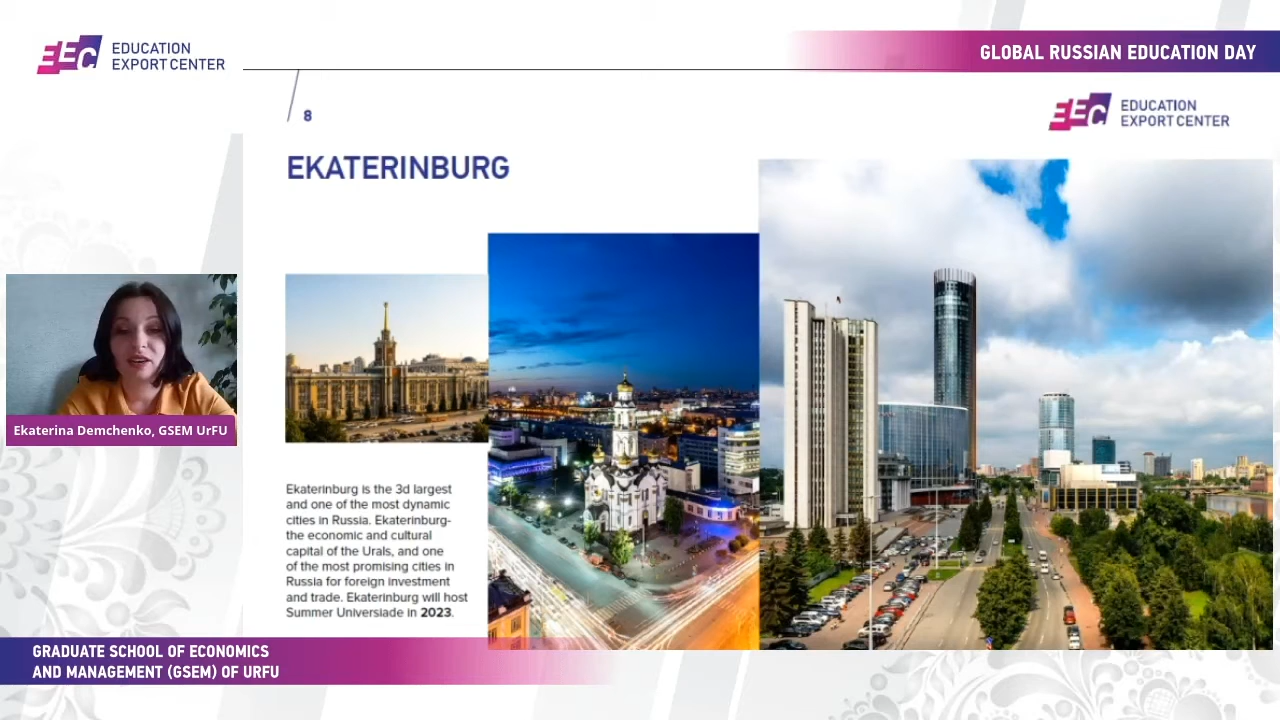 EDUCATION
EXPORT CENTER
GLOBAL RUSSIAN EDUCATION DAY
8
EDUCATION
EXPORT CENTER
EKATERINBURG
Ekaterina Demchenko, GSEM UrFU
Ekaterinburg is the 3d largest
and one of the most dynamic
cities in Russia. Ekaterinburg-
the economic and cultural
capital of the Urals, and one
of the most promising cities in
Russia for foreign investment
and trade. Ekaterinburg will host
Summer Universiade in 2023.
GRADUATE SCHOOL OF ECONOMICS
AND MANAGEMENT (GSEM) OF URFU